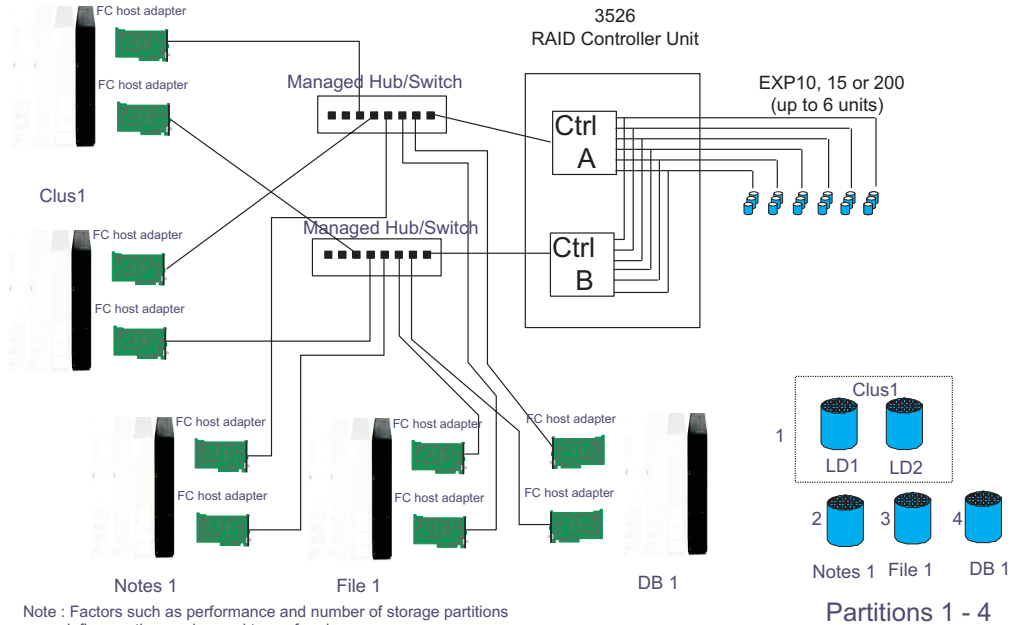 FC host adapter
3526
RAID Controller Unit
FC host adapter
Managed Hub/Switch
EXP10, 15 or 200
(up to 6 units)
Ctrl
A
Clus1
FC host adapter
Managed Hub/Switch
Ctrl
B
FC host adapter
Clus1
1
LD1
LD2
FC host adapter
FC host adapter
FC host adapter
FC host adapter
FC host adapter
FC host adapter
2
3
4
Notes 1
File 1
DB 1
Notes 1
File 1
DB 1
Partitions 1 - 4
Note : Factors such as performance and number of storage partitions